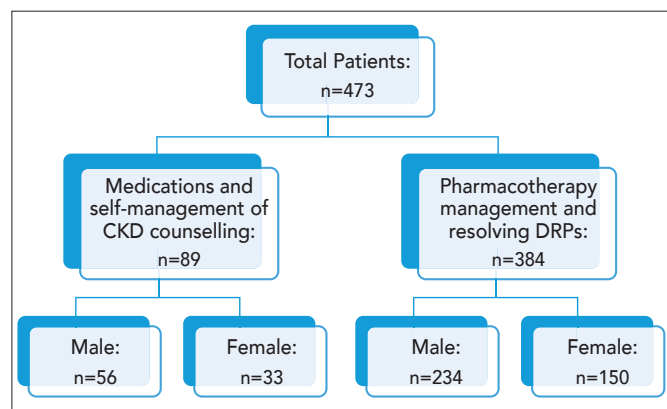 Total Patients:
n=473
Medications and
self-management of
CKD counselling:
n=89
Pharmacotherapy
management and
resolving DRPs:
n=384
Male:
n=56
Female:
n=33
Male:
n=234
Female:
n=150